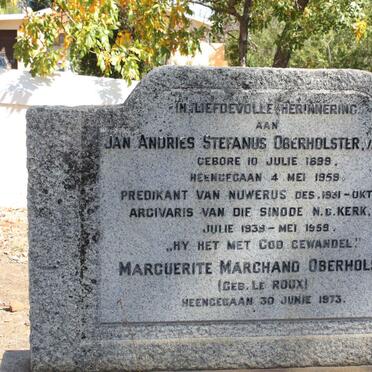 IN LIEFDEVOLLE HERINNERING
AAN
JAN ANDRIES STEFANUS OBERHOLSTER,
GEBORE 10 JULIE 1899.
HEENGEGAAN 4 MEI 1959.
PREDIKANT VAN NUWERUS DES. 1931 - OKT
ARGIVARIS VAN DIE SINODE N.G. KERK,
JULIE 1939 - MEI 1959.
„HY HET MET GOD GEWANDEL"
MARGUERITE MARCHAND OBERHOLS
(GEB. LE ROUX)
HEENGEGAAN 30 JUNIE 1973.